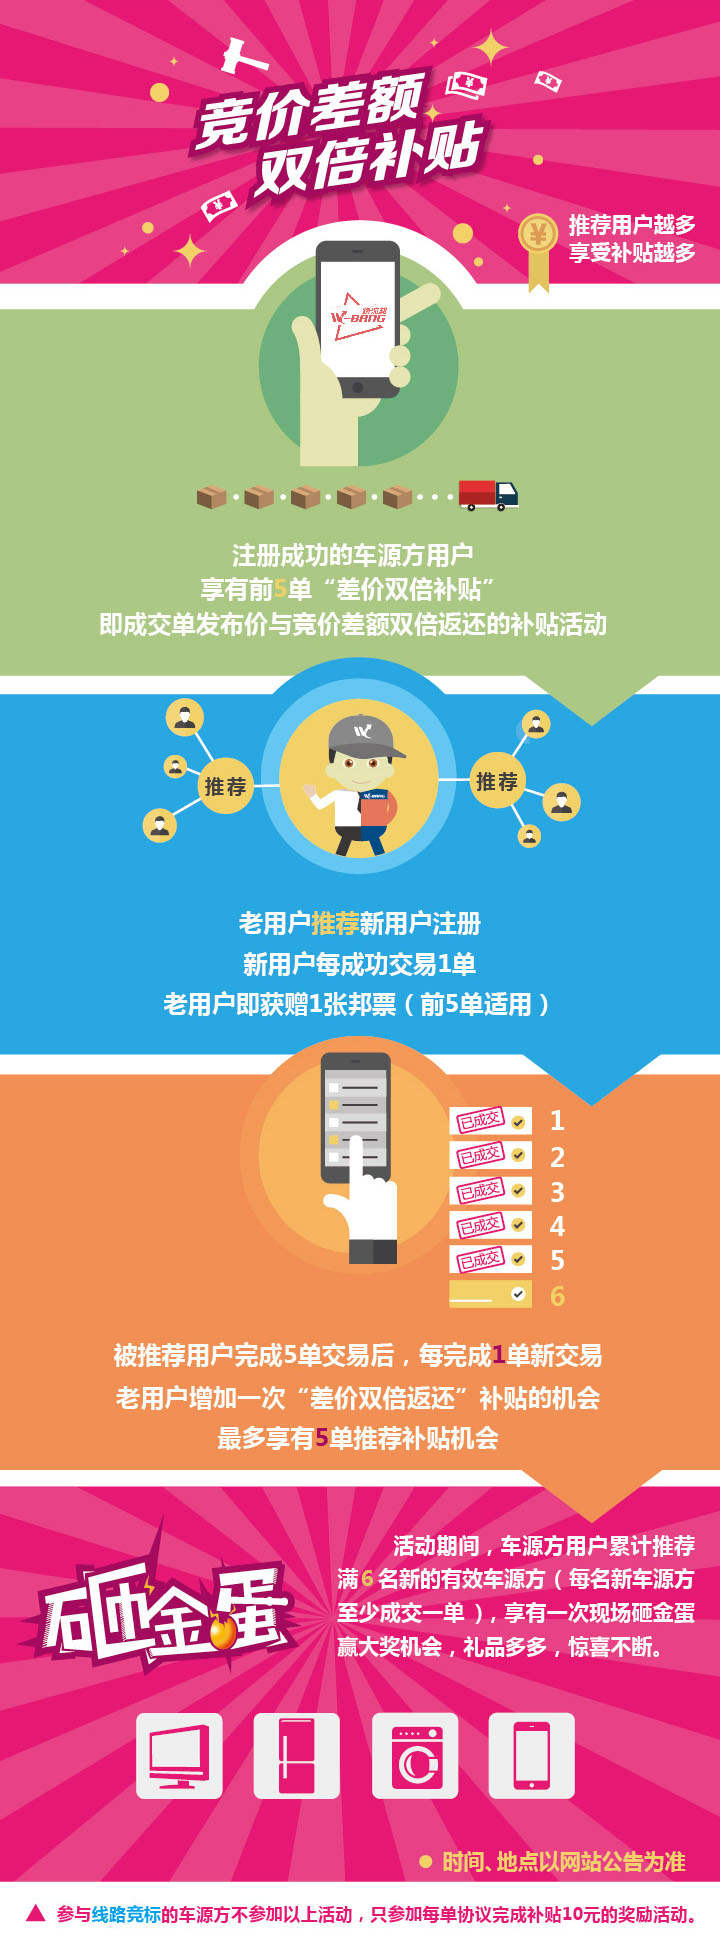 竞价差额
双倍补贴
推荐用户越多
享受补贴越多
W-BANG
注册成功的车源方用户
享有前5单“差价双倍补贴”
即成交单发布价与竞价差额双倍返还的补贴活动
推荐
推荐
老用户推荐新用户注册
新用户每成功交易1单
老用户即获赠1张邦票（前5单适用）
已成交 1
已成交 2
已成交 3
已成交 4
已成交 5
6
被推荐用户完成5单交易后，每完成1单新交易
老用户增加一次“差价双倍返还”补贴的机会
最多享有5单推荐补贴机会
砸金蛋
活动期间，车源方用户累计推荐
满6名新的有效车源方（每名新车源方
至少成交一单），享有一次现场砸金蛋
赢大奖机会，礼品多多，惊喜不断。
● 时间、地点以网站公告为准
▲ 参与线路竞标的车源方不参加以上活动，只参加每单协议完成补贴10元的奖励活动。